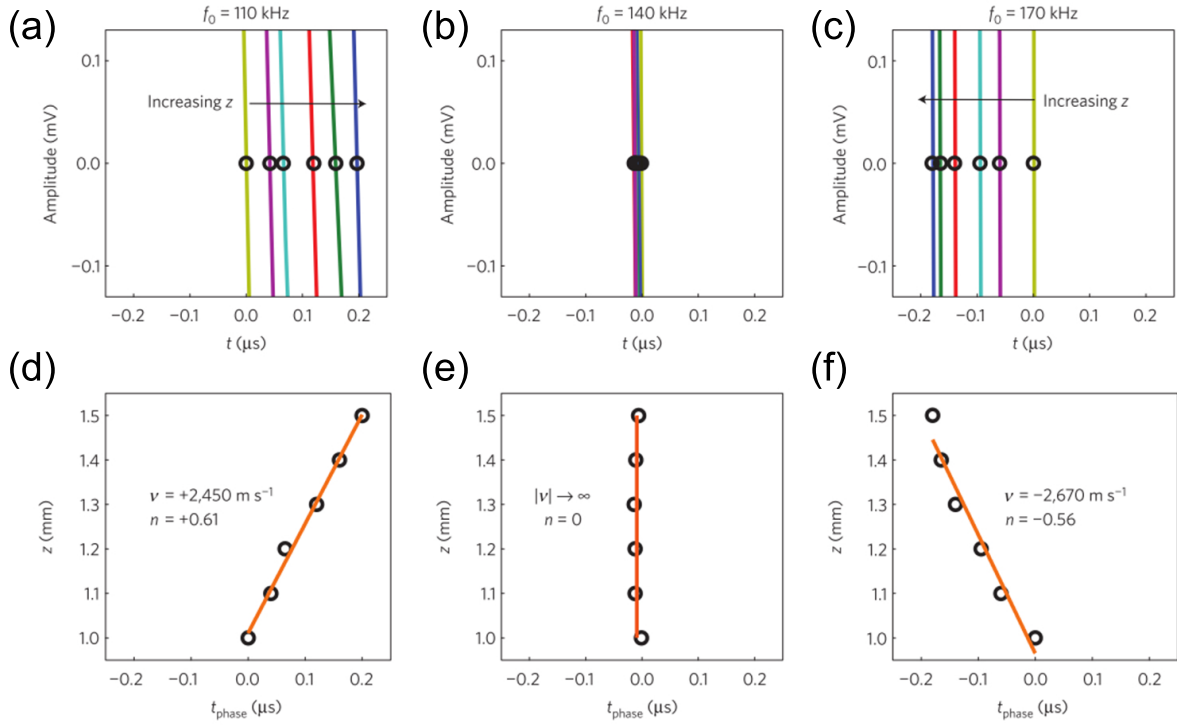 (a)
f₀ = 110 kHz
Amplitude (mV)
0.1
0.0
−0.1
Increasing z
−0.2 −0.1 0.0 0.1 0.2
t (μs)
(b)
f₀ = 140 kHz
Amplitude (mV)
0.1
0.0
−0.1
−0.2 −0.1 0.0 0.1 0.2
t (μs)
(c)
f₀ = 170 kHz
Amplitude (mV)
0.1
0.0
−0.1
Increasing z
−0.2 −0.1 0.0 0.1 0.2
t (μs)
(d)
z (mm)
1.5
1.4
1.3
1.2
1.1
1.0
ν = +2,450 m s⁻¹
n = +0.61
−0.2 −0.1 0.0 0.1 0.2
t_phase (μs)
(e)
z (mm)
1.5
1.4
1.3
1.2
1.1
1.0
|ν| → ∞
n = 0
−0.2 −0.1 0.0 0.1 0.2
t_phase (μs)
(f)
z (mm)
1.5
1.4
1.3
1.2
1.1
1.0
ν = −2,670 m s⁻¹
n = −0.56
−0.2 −0.1 0.0 0.1 0.2
t_phase (μs)